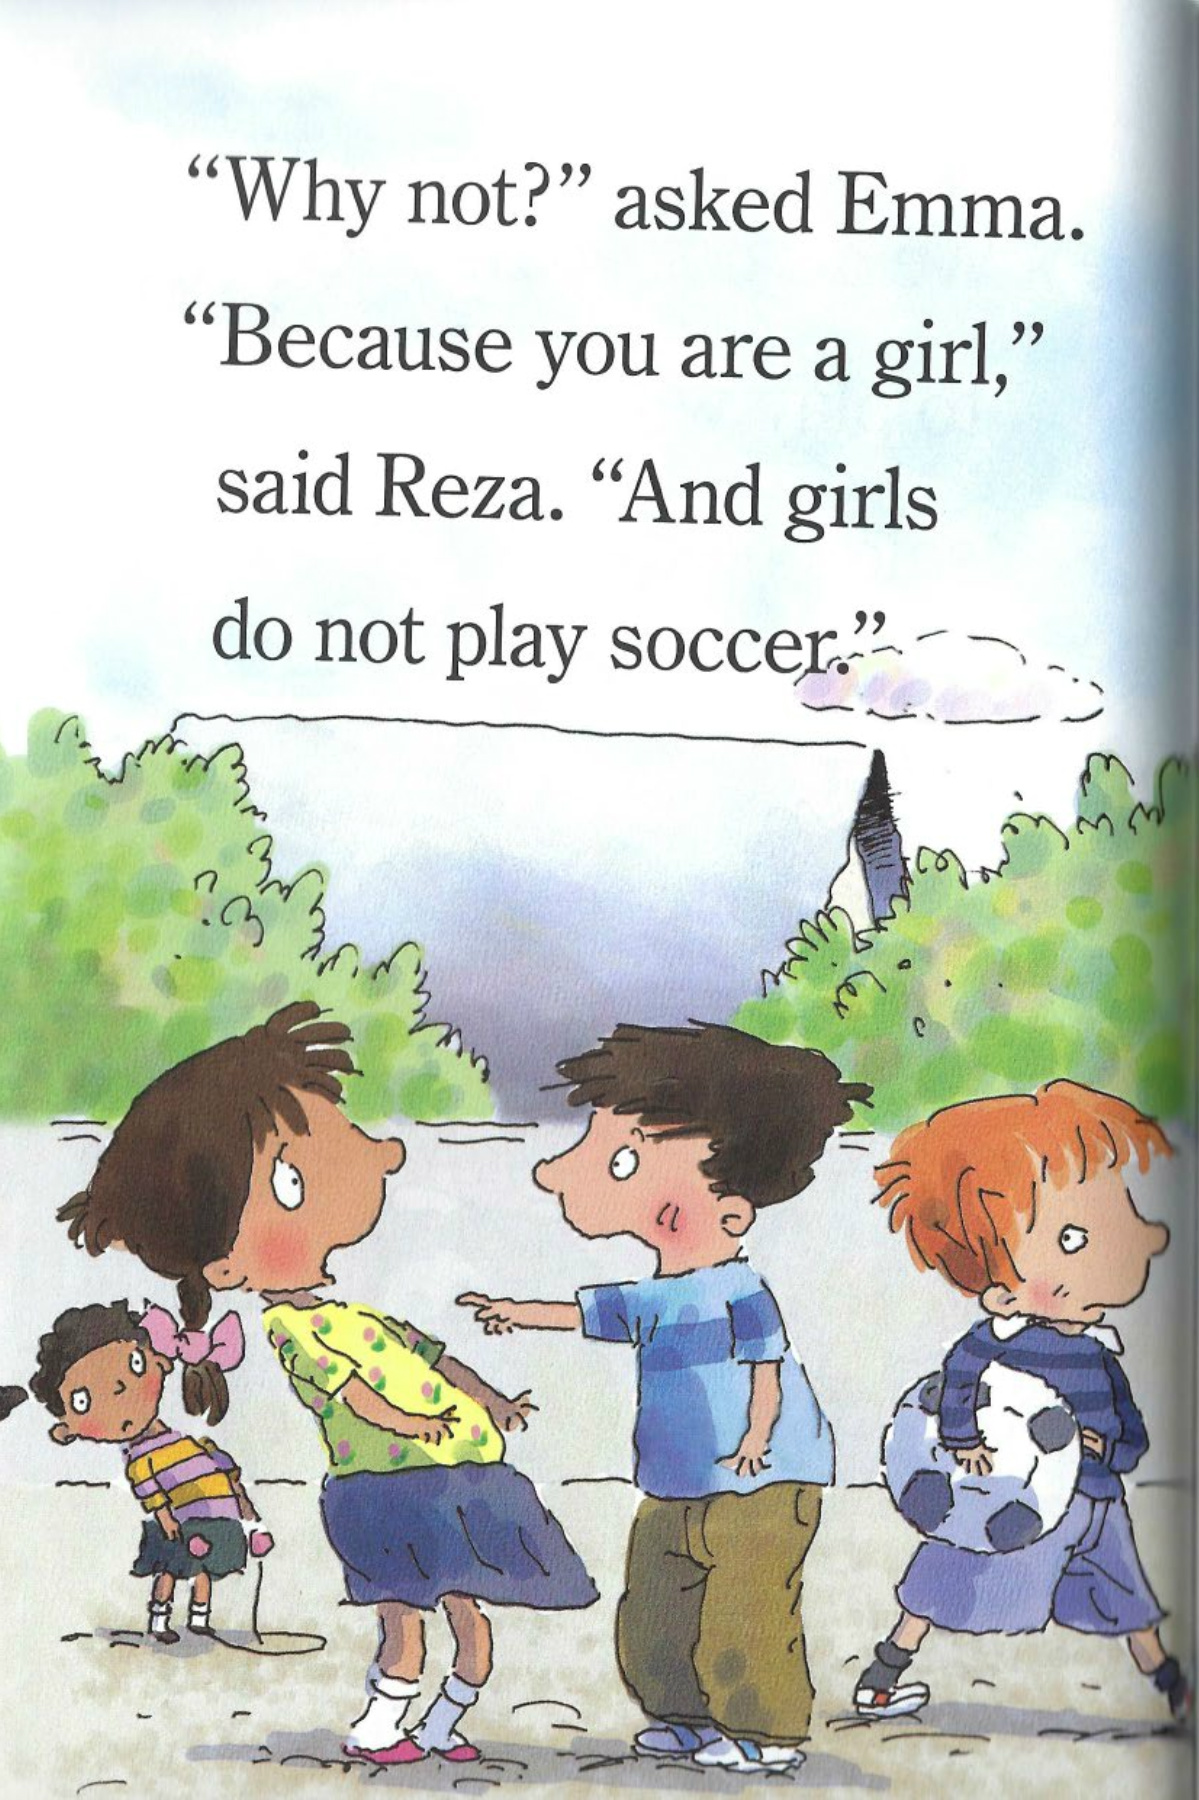 “Why not?” asked Emma.
“Because you are a girl,”
said Reza. “And girls
do not play soccer.”